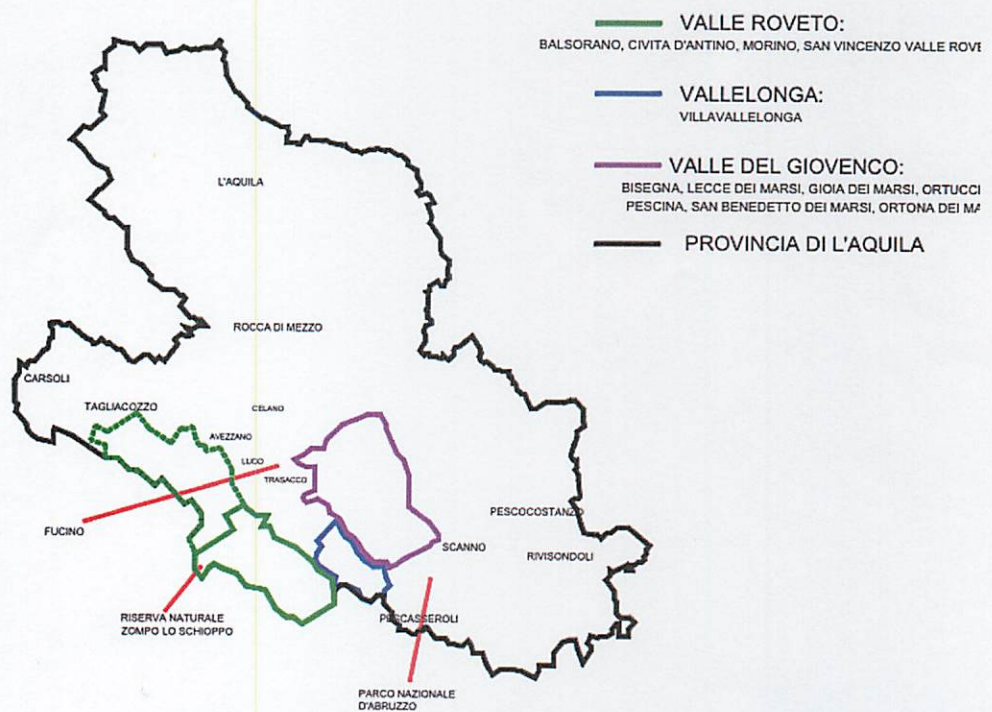 VALLE ROVETO:
BALSORANO, CIVITA D'ANTINO, MORINO, SAN VINCENZO VALLE ROVE
VALLELONGA:
VILLAVALLELONGA
VALLE DEL GIOVENCO:
BISEGNA, LECCE DEI MARSI, GIOIA DEI MARSI, ORTUCCI
PESCINA, SAN BENEDETTO DEI MARSI, ORTONA DEI MA
PROVINCIA DI L'AQUILA
L'AQUILA
ROCCA DI MEZZO
CARSOLI
TAGLIACOZZO
CELANO
AVEZZANO
LUCO
TRASACCO
FUCINO
PESCOCOSTANZO
SCANNO
RIVISONDOLI
RISERVA NATURALE
ZOMPO LO SCHIOPPO
PESCASSEROLI
PARCO NAZIONALE
D'ABRUZZO